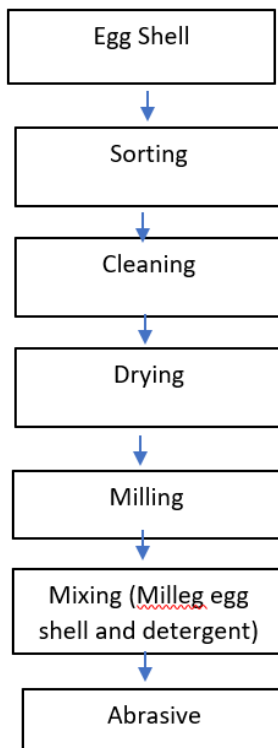 Egg Shell
Sorting
Cleaning
Drying
Milling
Mixing (Milleg egg
shell and detergent)
Abrasive